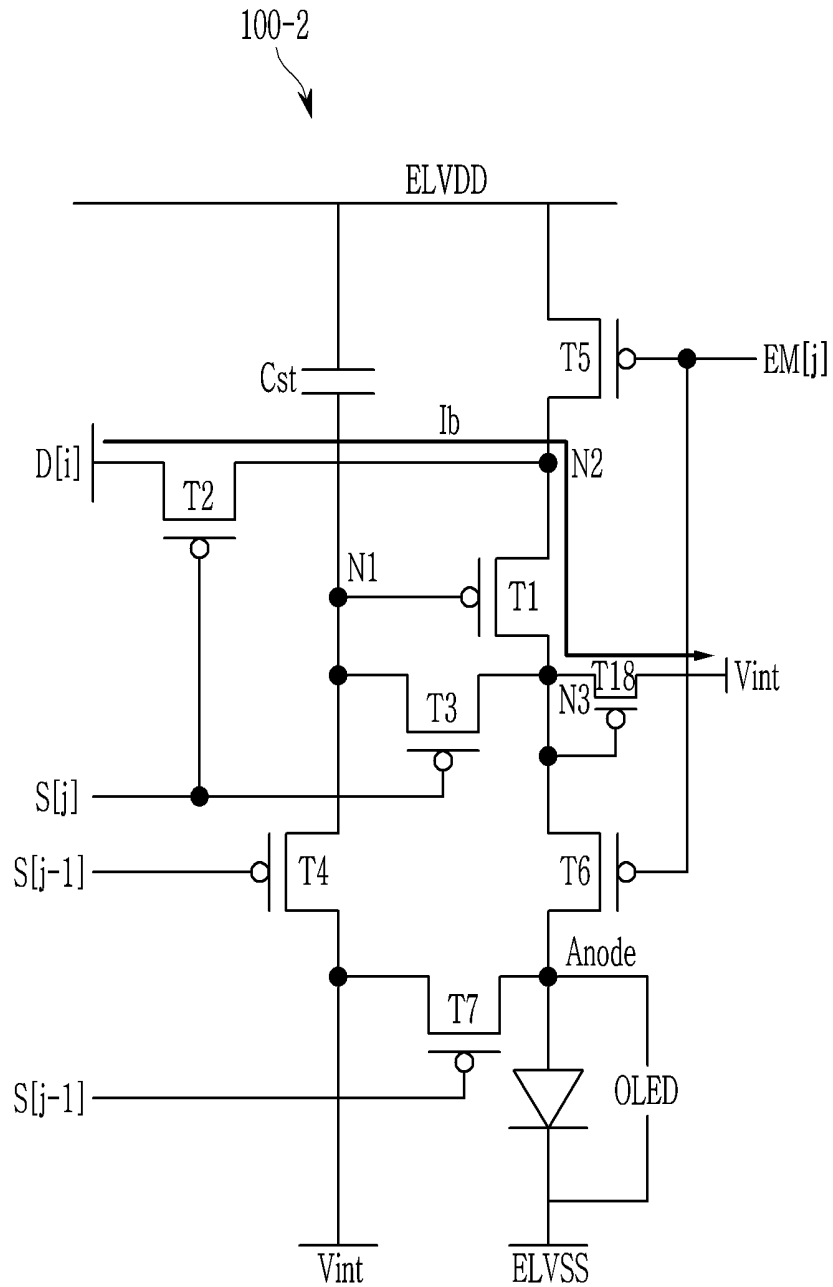 100-2
ELVDD
T5
EM[j]
Cst
Ib
D[i]
T2
N2
N1
T1
T18
Vint
T3
N3
S[j]
S[j-1]
T4
T6
Anode
T7
S[j-1]
OLED
Vint
ELVSS